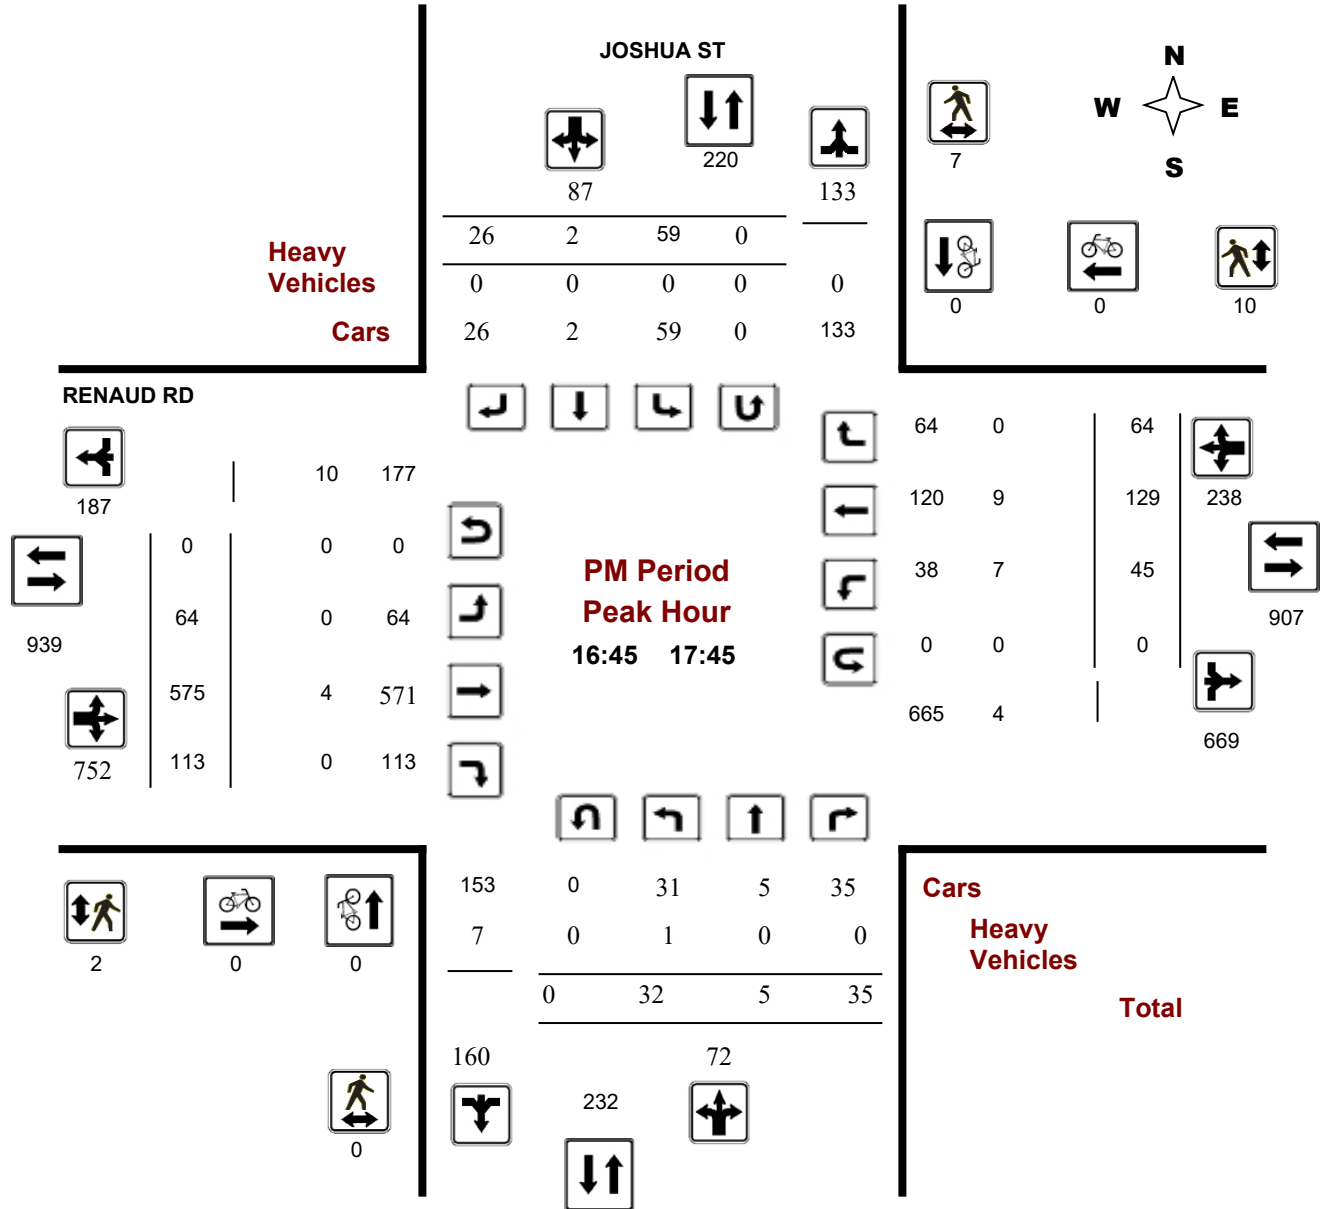 JOSHUA ST
N
W E
S
220
7
87 133
26 2 59 0
Heavy
Vehicles
0 0 0 0 0
0 0 10
Cars
26 2 59 0 133
RENAUD RD
64 0 64
10 177
187
120 9 129 238
0 0 0
PM Period
38 7 45
Peak Hour
64 0 64
907
939
16:45 17:45
0 0 0
575 4 571
665 4
669
752 113 0 113
153 0 31 5 35
Cars
7 0 1 0 0
Heavy
Vehicles
2 0 0
0 32 5 35
Total
160 72
232
0